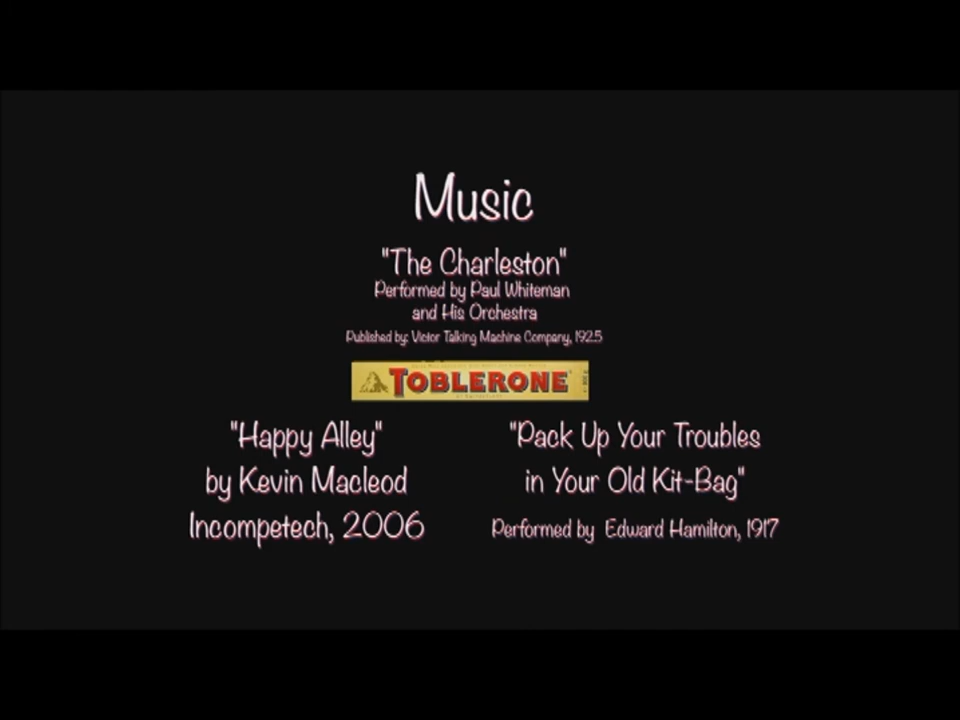 Music
"The Charleston"
Performed by Paul Whiteman
and His Orchestra
Published by: Victor Talking Machine Company, 1925
TOBLERONE
"Happy Alley"
by Kevin Macleod
Incompetech, 2006
"Pack Up Your Troubles
in Your Old Kit-Bag"
Performed by Edward Hamilton, 1917